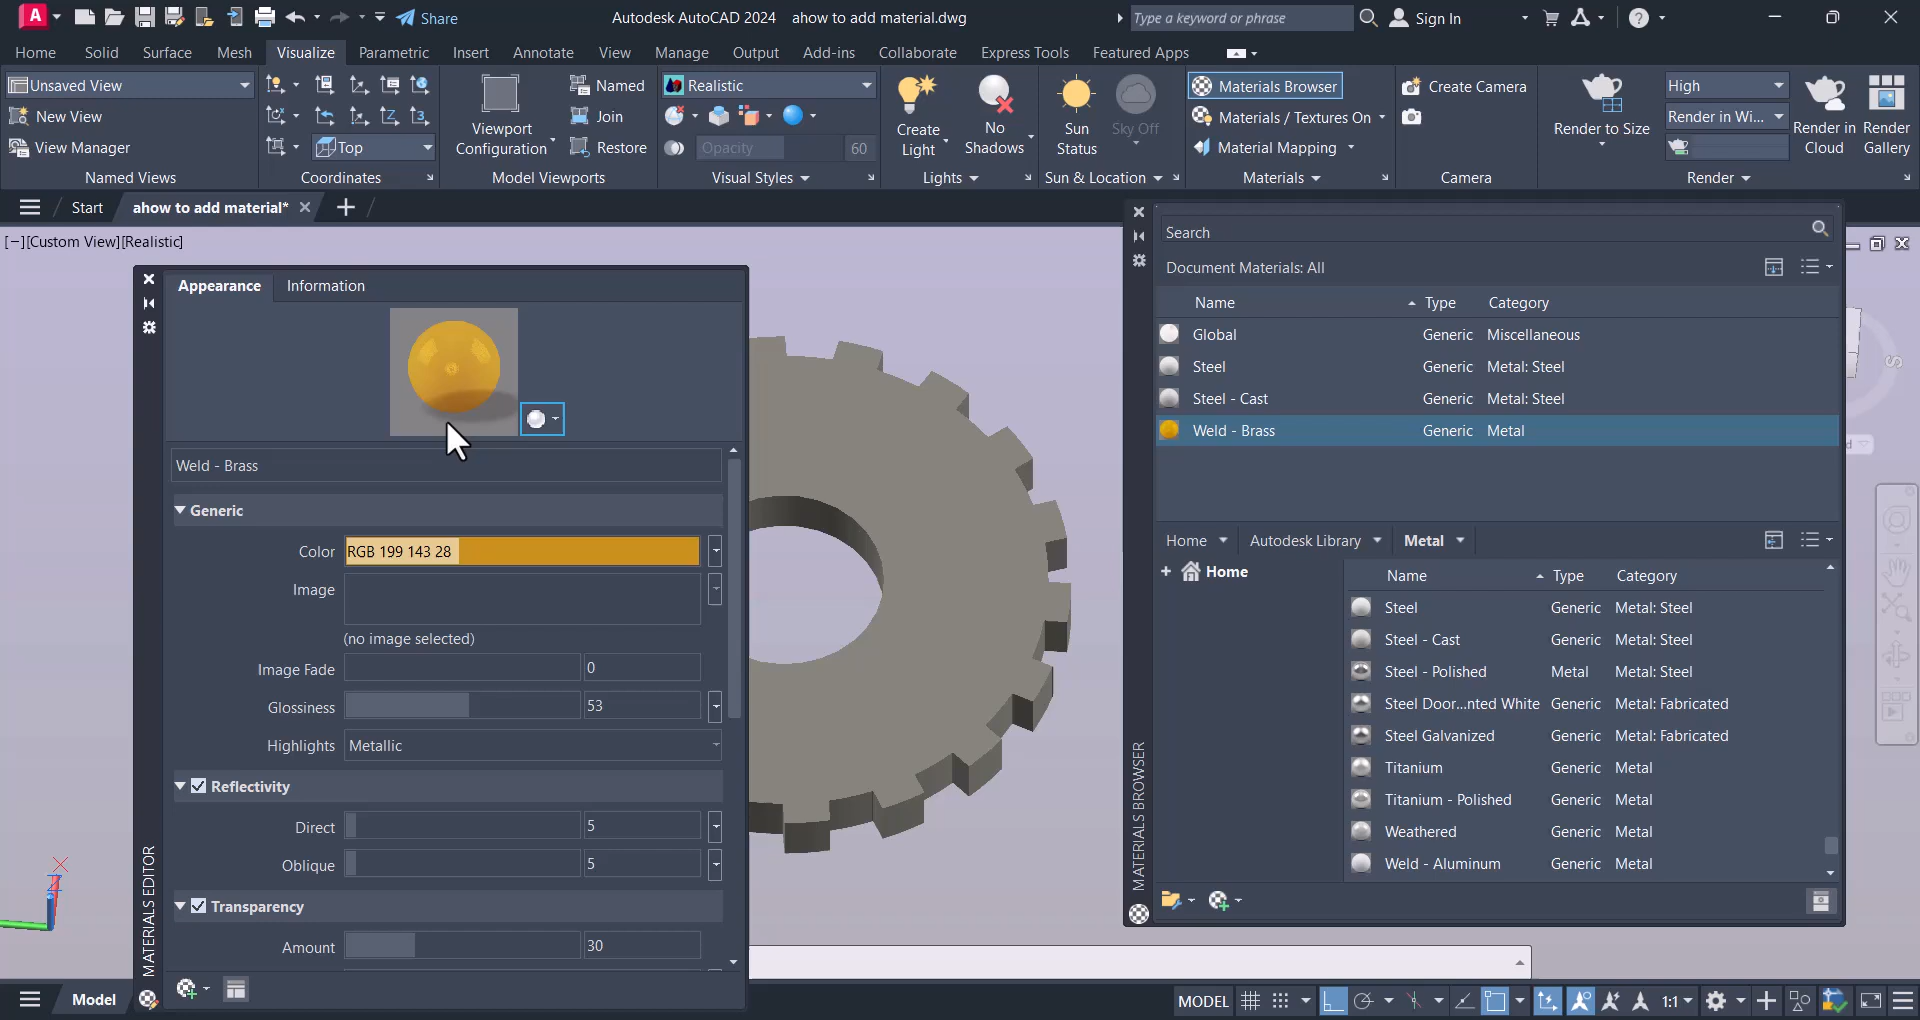 A Share Autodesk AutoCAD 2024 ahow to add material.dwg Type a keyword or phrase Sign In
Home Solid Surface Mesh Visualize Parametric Insert Annotate View Manage Output Add-ins Collaborate Express Tools Featured Apps
Unsaved View
New View
View Manager
Named Views
Top
Coordinates
Viewport
Configuration
Named
Join
Restore
Model Viewports
Realistic
Opacity 60
Visual Styles
Create
Light
No
Shadows
Lights
Sun
Status
Sky Off
Sun & Location
Materials Browser
Materials / Textures On
Material Mapping
Materials
Create Camera
Camera
Render to Size
High
Render in Wi...
Render in
Cloud
Render
Gallery
Render
Start ahow to add material*
[−][Custom View][Realistic]
Appearance Information
Weld - Brass
Generic
Color RGB 199 143 28
Image
(no image selected)
Image Fade 0
Glossiness 53
Highlights Metallic
Reflectivity
Direct 5
Oblique 5
Transparency
Amount 30
MATERIALS EDITOR
Search
Document Materials: All
Name Type Category
Global Generic Miscellaneous
Steel Generic Metal: Steel
Steel - Cast Generic Metal: Steel
Weld - Brass Generic Metal
Home Autodesk Library Metal
Home
Name Type Category
Steel Generic Metal: Steel
Steel - Cast Generic Metal: Steel
Steel - Polished Metal Metal: Steel
Steel Door...nted White Generic Metal: Fabricated
Steel Galvanized Generic Metal: Fabricated
Titanium Generic Metal
Titanium - Polished Generic Metal
Weathered Generic Metal
Weld - Aluminum Generic Metal
MATERIALS BROWSER
S
Model
MODEL 1:1